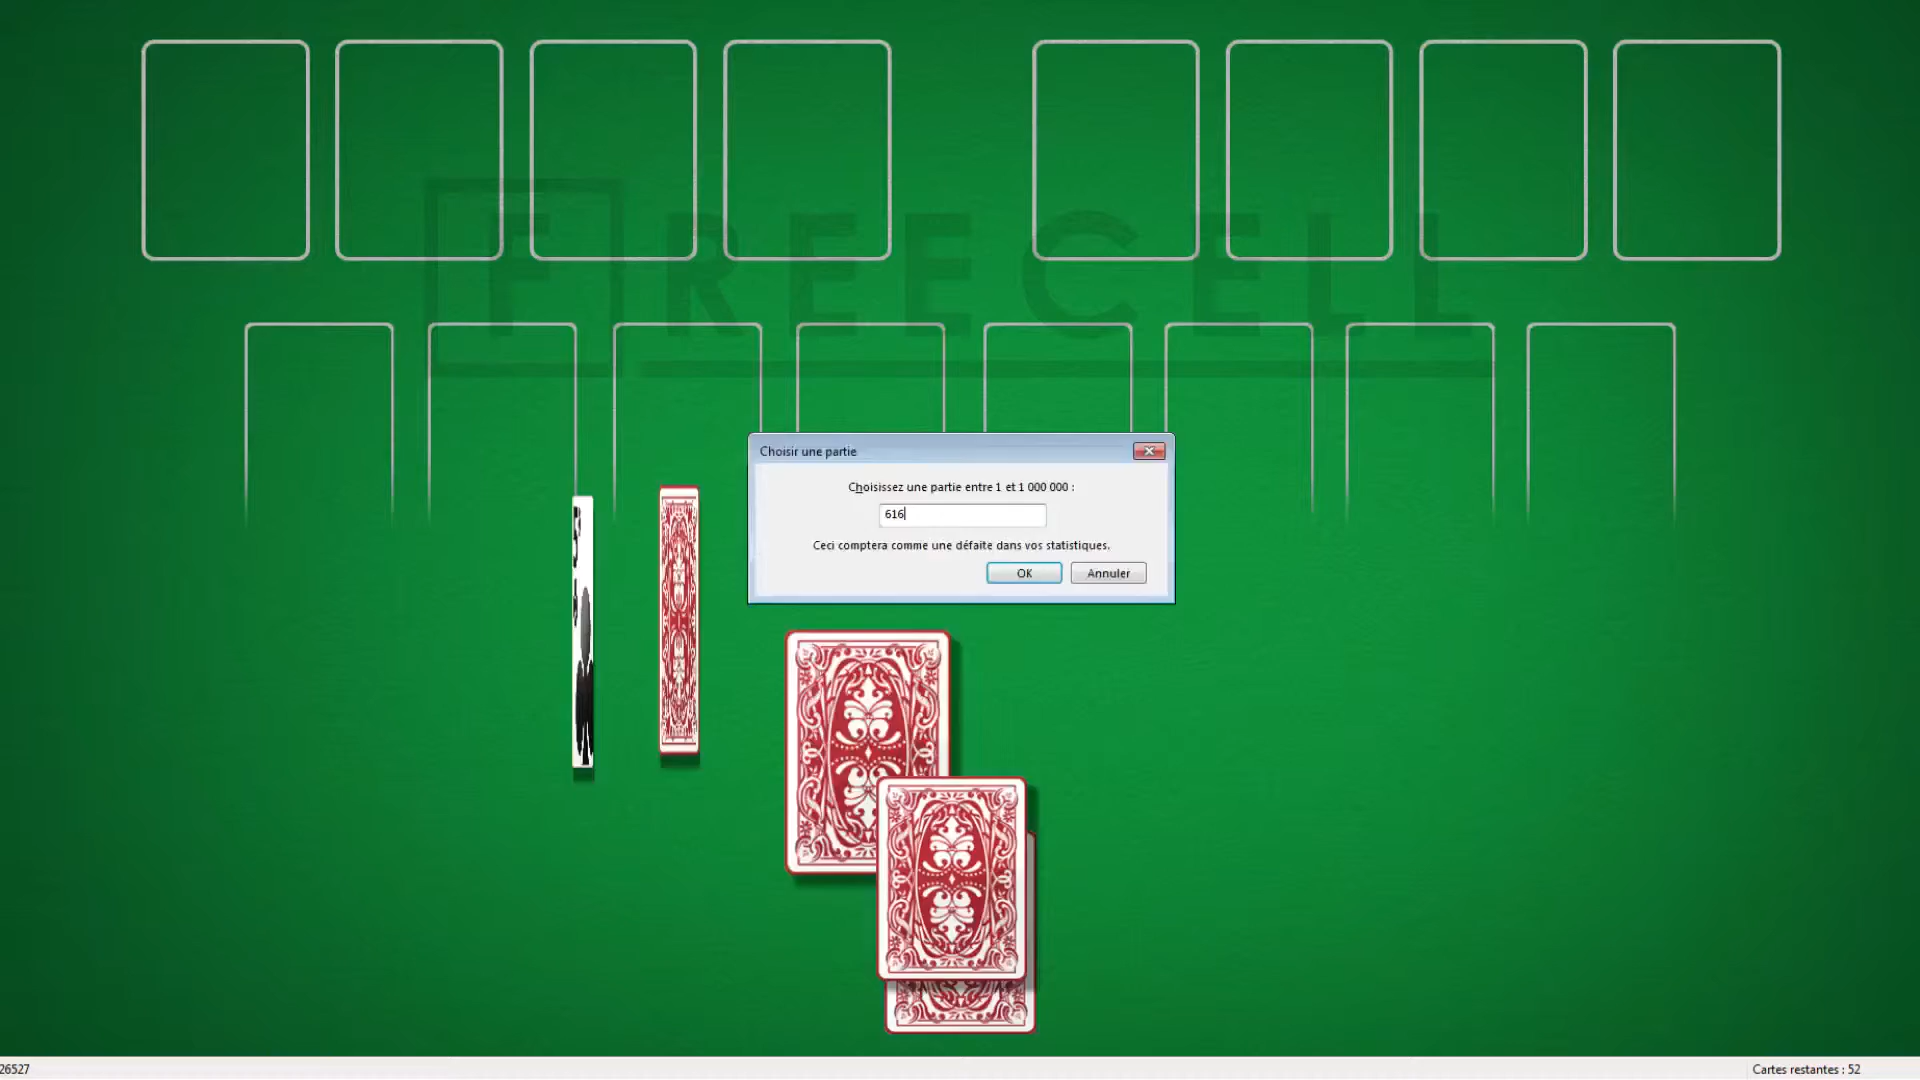 FREECELL
Choisir une partie
Choisissez une partie entre 1 et 1 000 000 :
616
Ceci comptera comme une défaite dans vos statistiques.
OK
Annuler
26527
Cartes restantes : 52